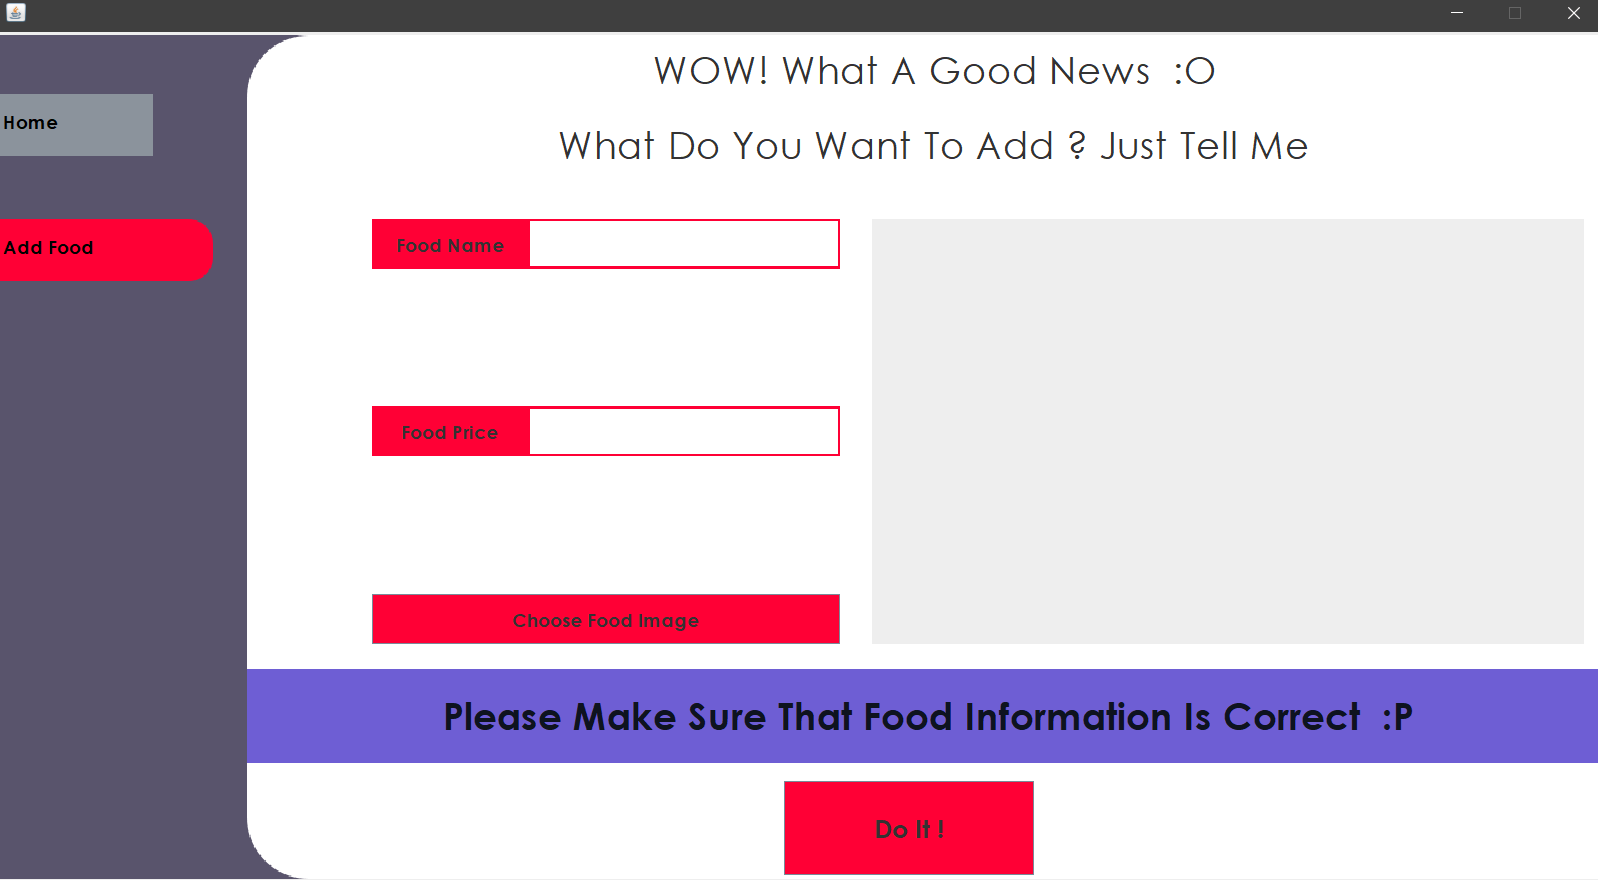 WOW! What A Good News  :O
What Do You Want To Add ? Just Tell Me
Home
Add Food
Food Name
Food Price
Choose Food Image
Please Make Sure That Food Information Is Correct  :P
Do It !